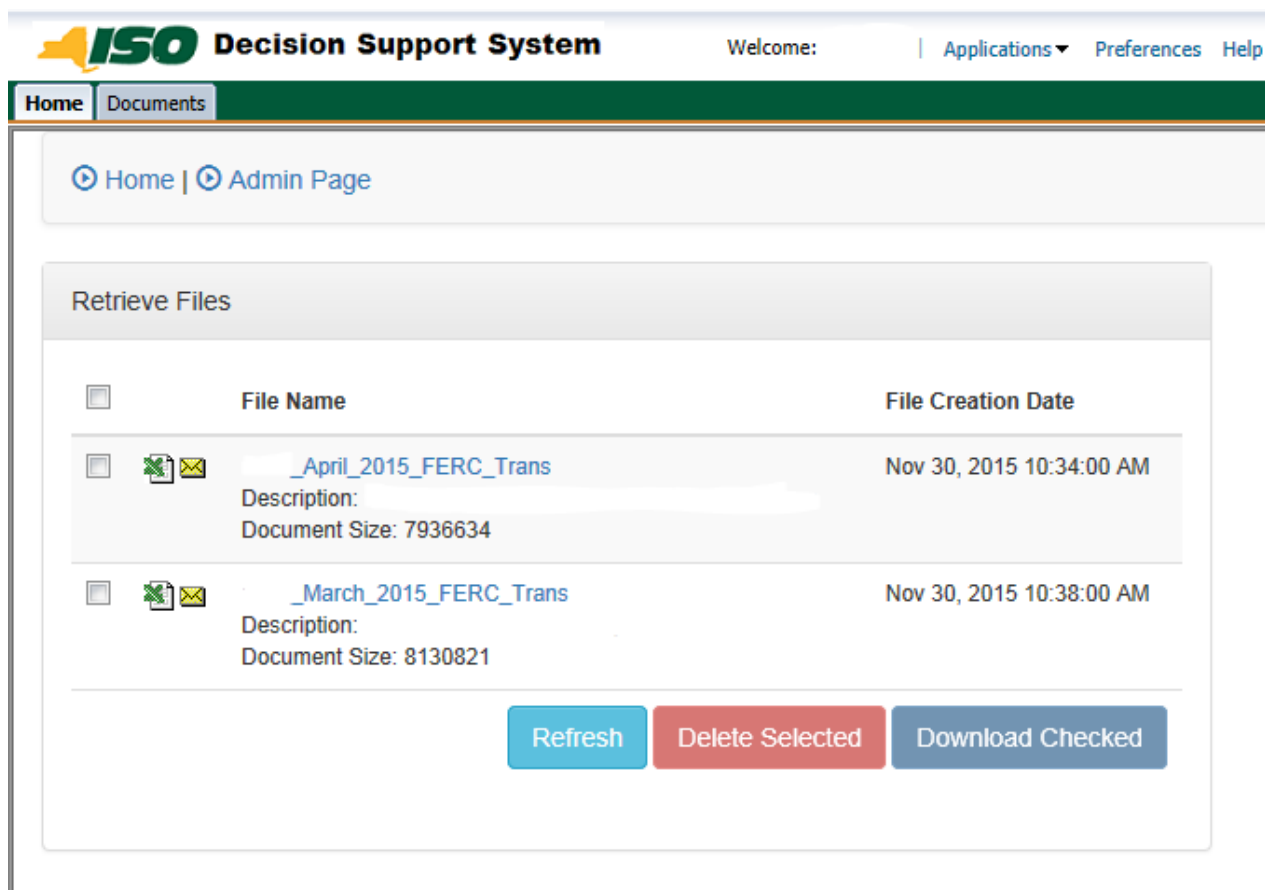 ISO Decision Support System Welcome: | Applications Preferences Help
Home Documents
Home | Admin Page
Retrieve Files
File Name File Creation Date
_April_2015_FERC_Trans Nov 30, 2015 10:34:00 AM
Description:
Document Size: 7936634
_March_2015_FERC_Trans Nov 30, 2015 10:38:00 AM
Description:
Document Size: 8130821
Refresh Delete Selected Download Checked